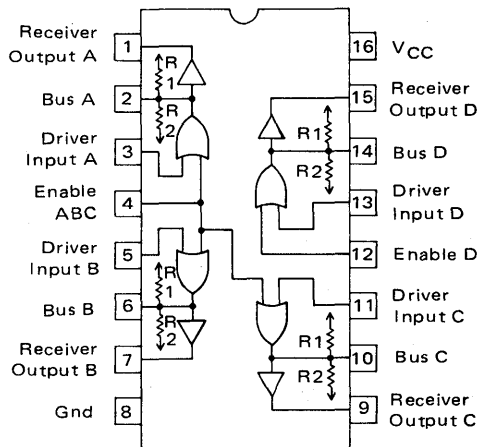 Receiver
Output A
1
R
1
Bus A
2
R
2
Driver
Input A
3
Enable
ABC
4
Driver
Input B
5
R
1
Bus B
6
R
2
Receiver
Output B
7
Gnd
8
16
VCC
15
Receiver
Output D
R1
14
Bus D
R2
13
Driver
Input D
12
Enable D
11
Driver
Input C
R1
10
Bus C
R2
9
Receiver
Output C